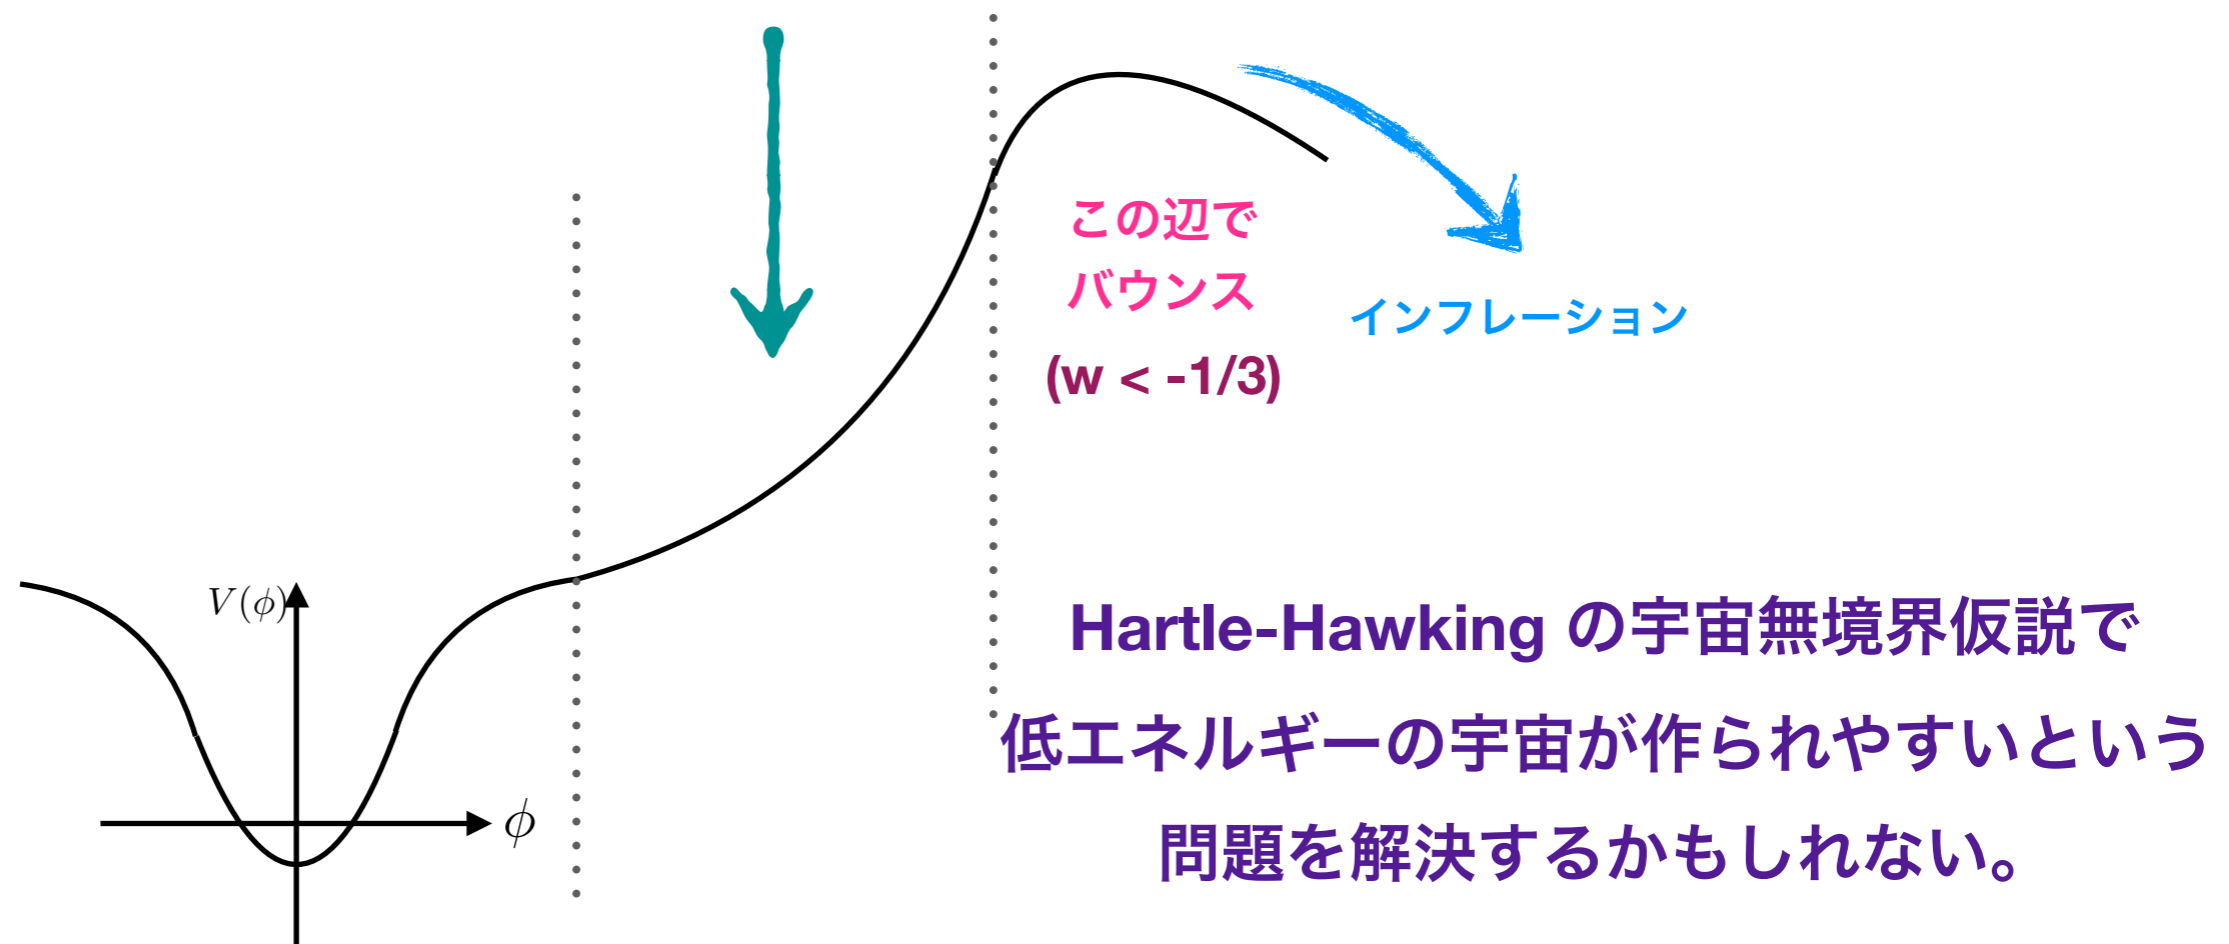 この辺で
バウンス
(w < -1/3)
インフレーション
V(ϕ)
ϕ
Hartle-Hawking の宇宙無境界仮説で
低エネルギーの宇宙が作られやすいという
問題を解決するかもしれない。